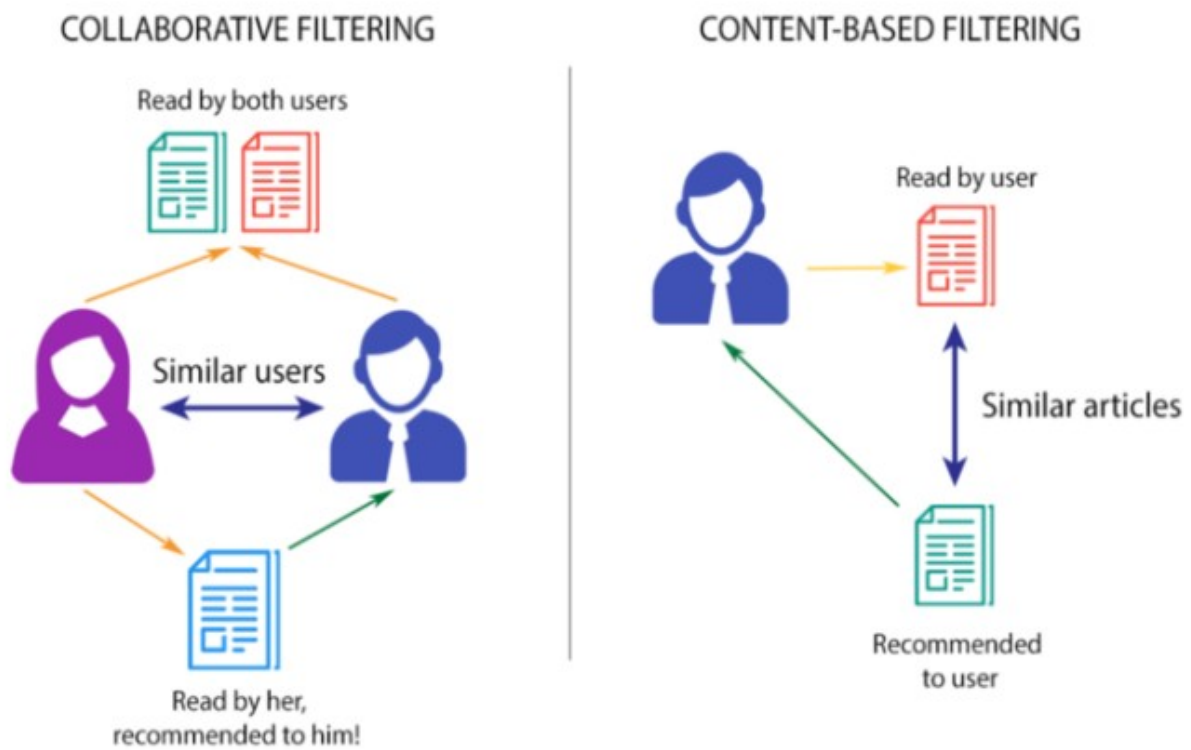 COLLABORATIVE FILTERING
Read by both users
Similar users
Read by her,
recommended to him!
CONTENT-BASED FILTERING
Read by user
Similar articles
Recommended
to user